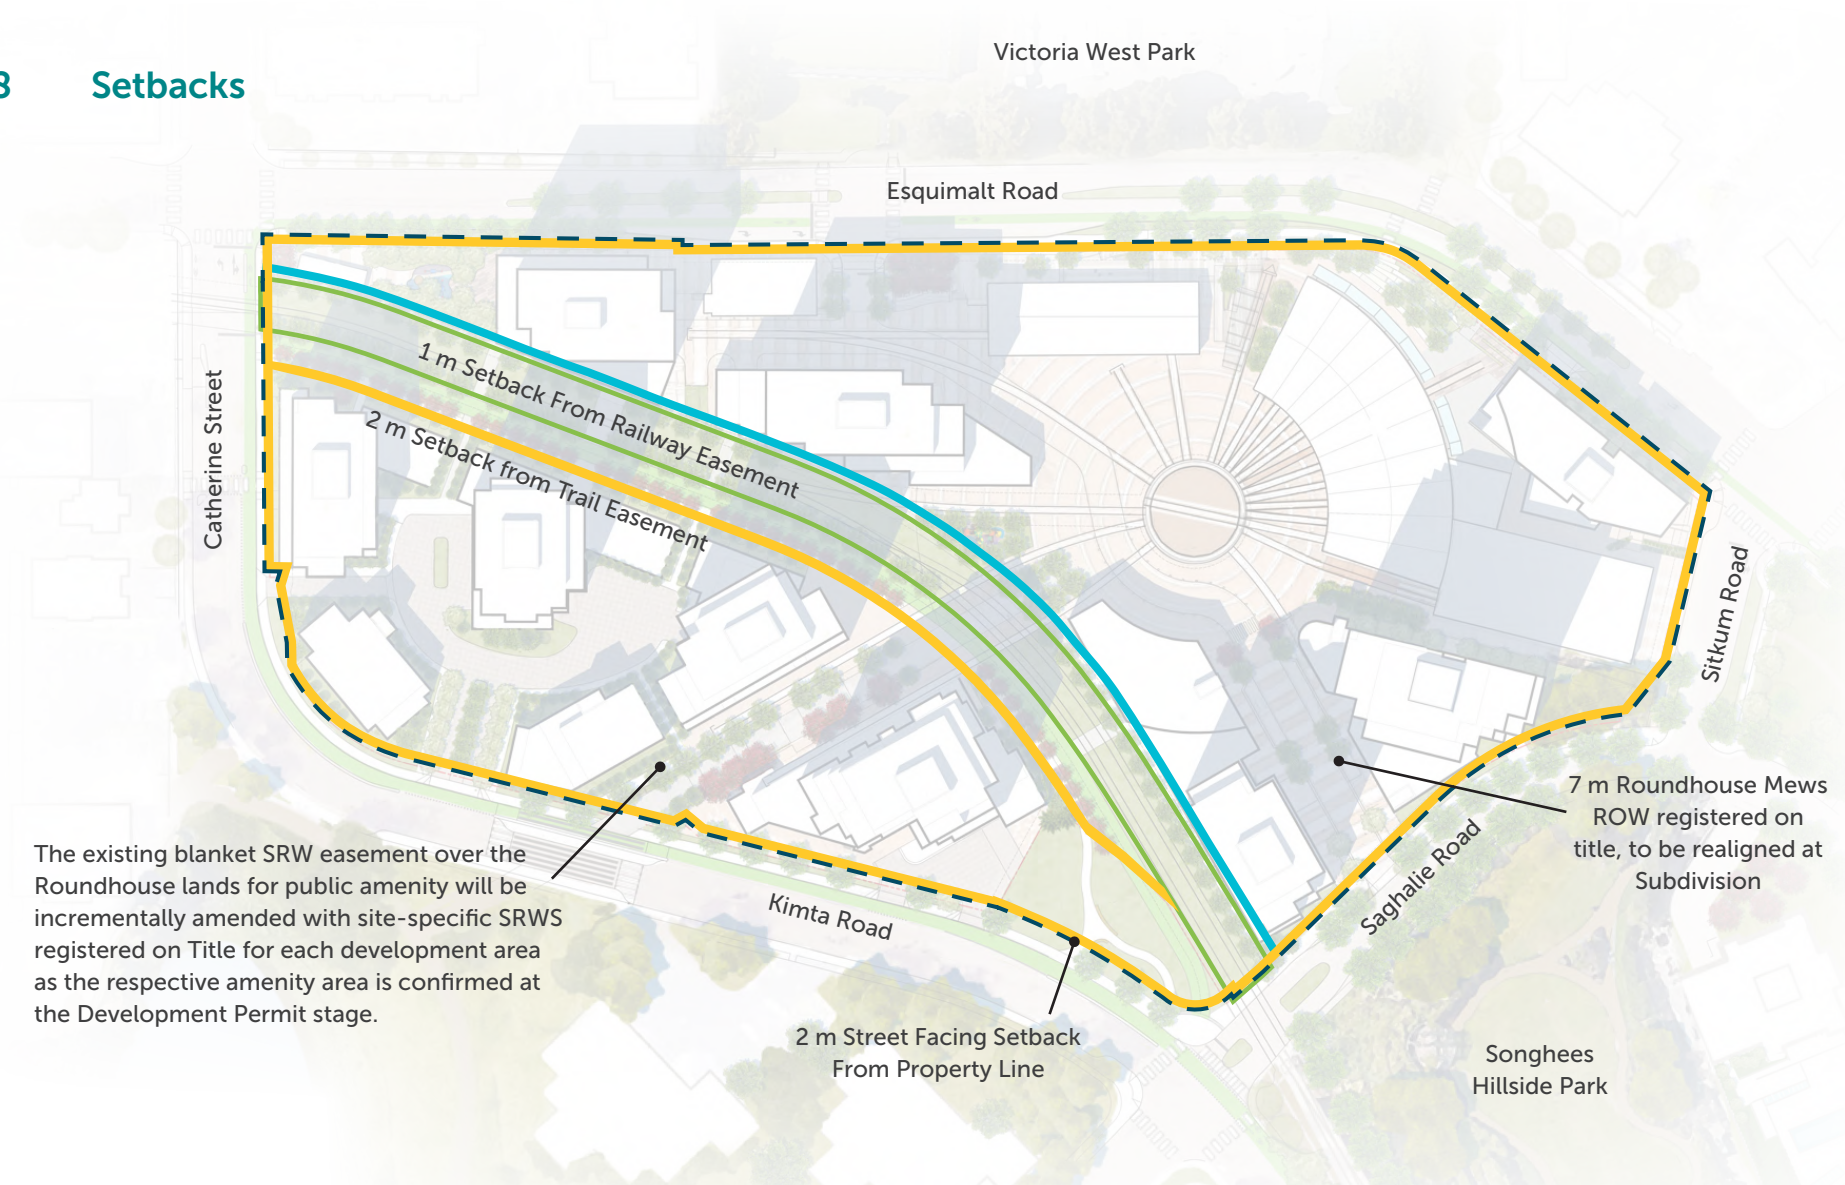 8 Setbacks
Victoria West Park
Esquimalt Road
1 m Setback From Railway Easement
2 m Setback from Trail Easement
Catherine Street
Sitkum Road
7 m Roundhouse Mews
ROW registered on
title, to be realigned at
Subdivision
Saghalie Road
The existing blanket SRW easement over the
Roundhouse lands for public amenity will be
incrementally amended with site-specific SRWS
registered on Title for each development area
as the respective amenity area is confirmed at
the Development Permit stage.
Kimta Road
2 m Street Facing Setback
From Property Line
Songhees
Hillside Park